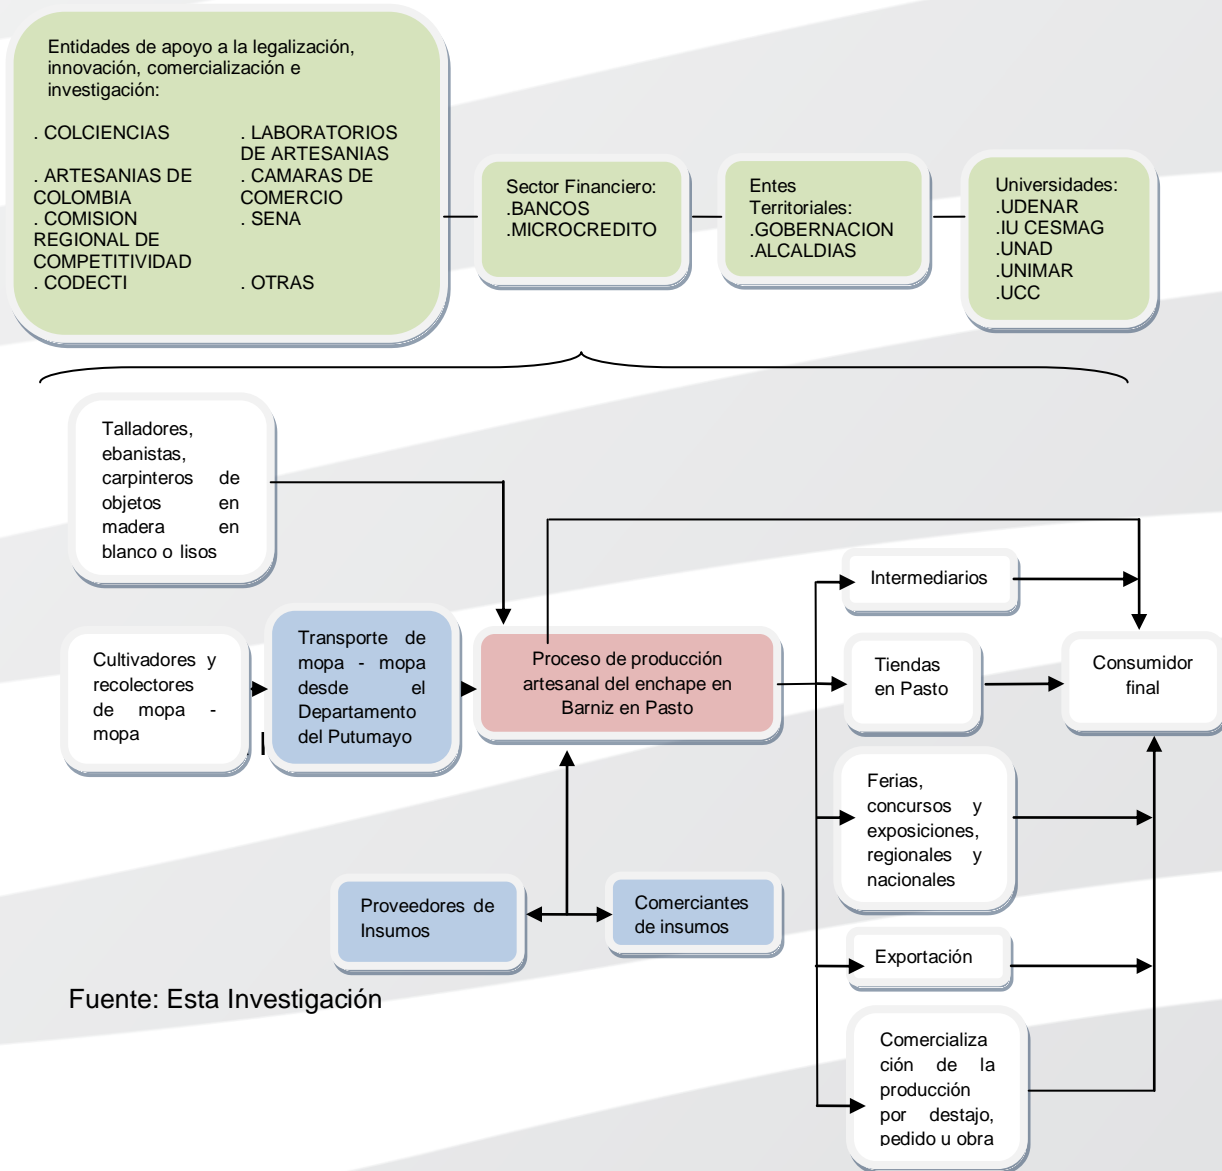 Entidades de apoyo a la legalización,
innovación, comercialización e
investigación:
. COLCIENCIAS
. ARTESANIAS DE
COLOMBIA
. COMISION
REGIONAL DE
COMPETITIVIDAD
. CODECTI
. LABORATORIOS
DE ARTESANIAS
. CAMARAS DE
COMERCIO
. SENA
. OTRAS
Sector Financiero:
.BANCOS
.MICROCREDITO
Entes
Territoriales:
.GOBERNACION
.ALCALDIAS
Universidades:
.UDENAR
.IU CESMAG
.UNAD
.UNIMAR
.UCC
Talladores,
ebanistas,
carpinteros de
objetos en
madera en
blanco o lisos
Cultivadores y
recolectores
de mopa -
mopa
Transporte de
mopa - mopa
desde el
Departamento
del Putumayo
Proceso de producción
artesanal del enchape en
Barniz en Pasto
Proveedores de
Insumos
Comerciantes
de insumos
Intermediarios
Tiendas
en Pasto
Ferias,
concursos y
exposiciones,
regionales y
nacionales
Exportación
Comercializa
ción de la
producción
por destajo,
pedido u obra
Consumidor
final
Fuente: Esta Investigación